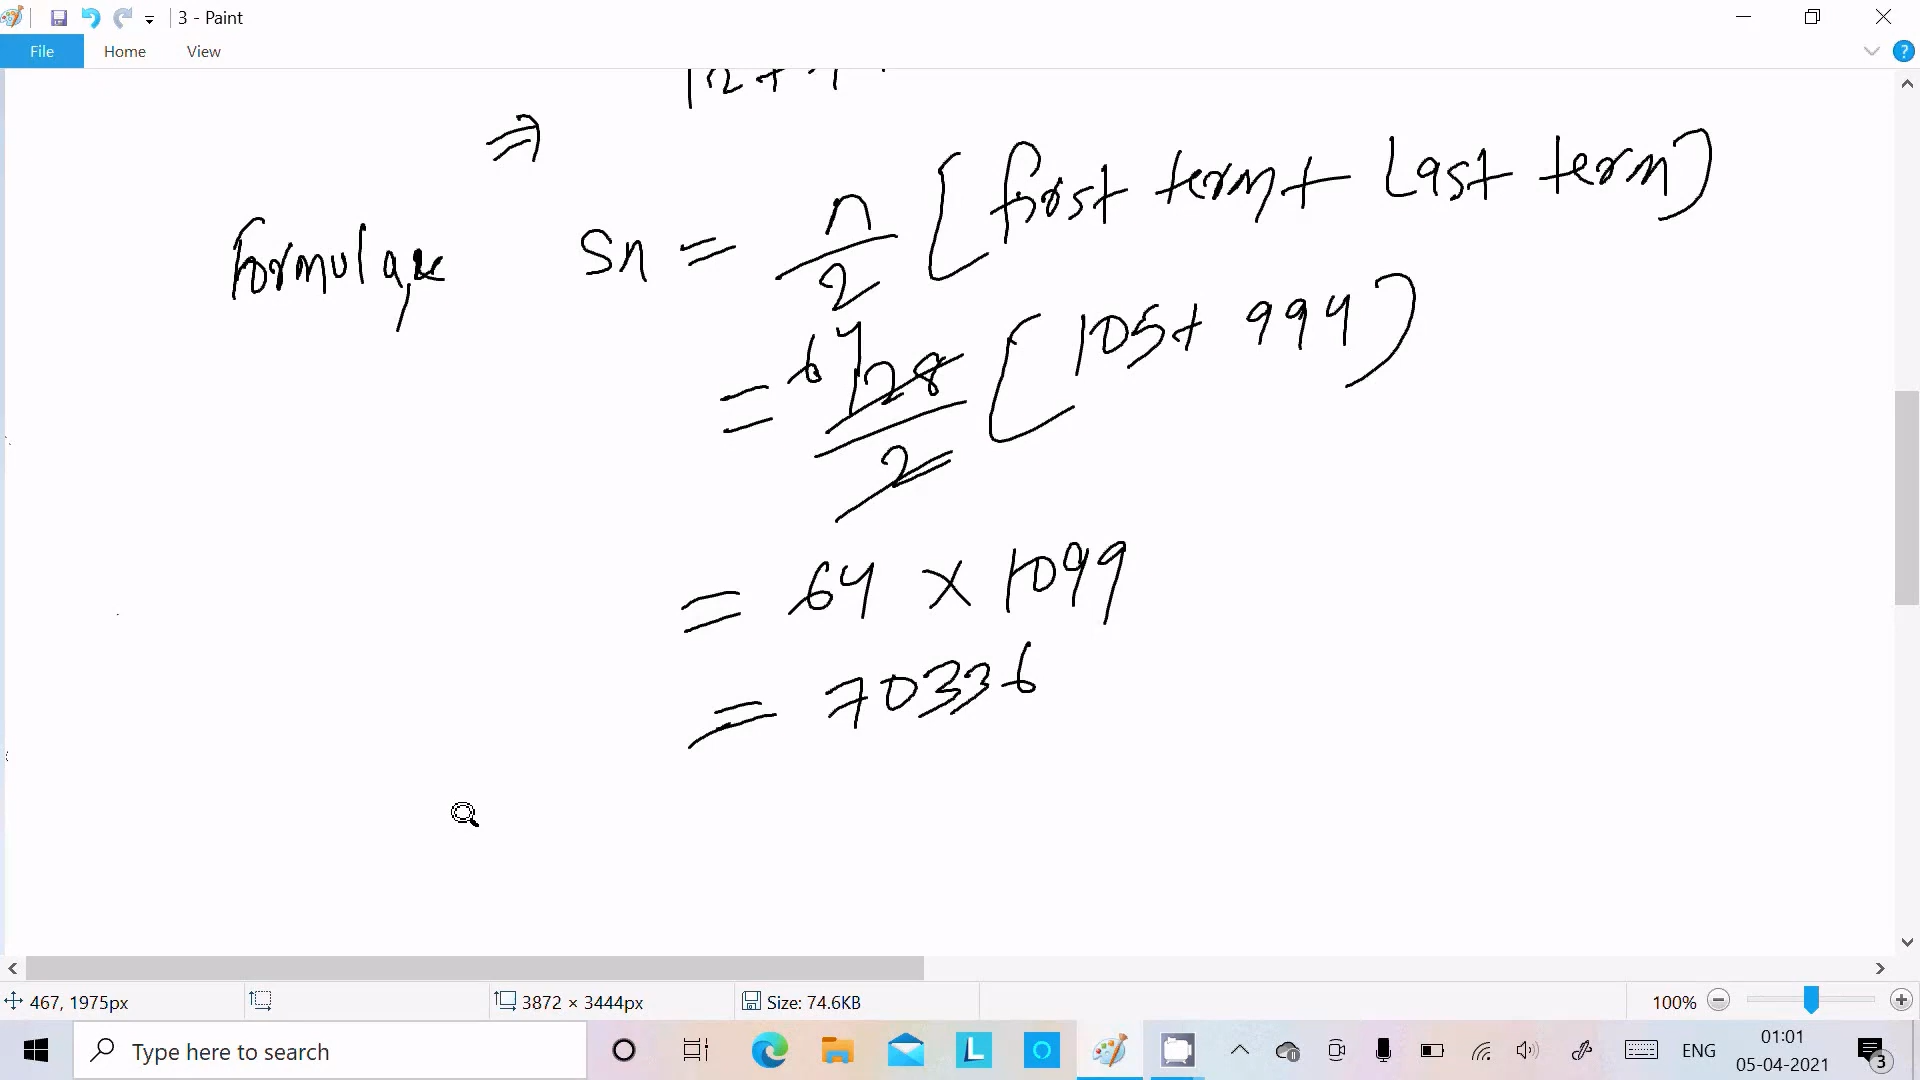 3 - Paint
File Home View
⇒
Sn = n/2 [first term + Last term]
= 64 128/2 [105 + 994]
= 64 × 1099
= 70336
467, 1975px
3872 × 3444px
Size: 74.6KB
100%
Type here to search
ENG
01:01
05-04-2021
3